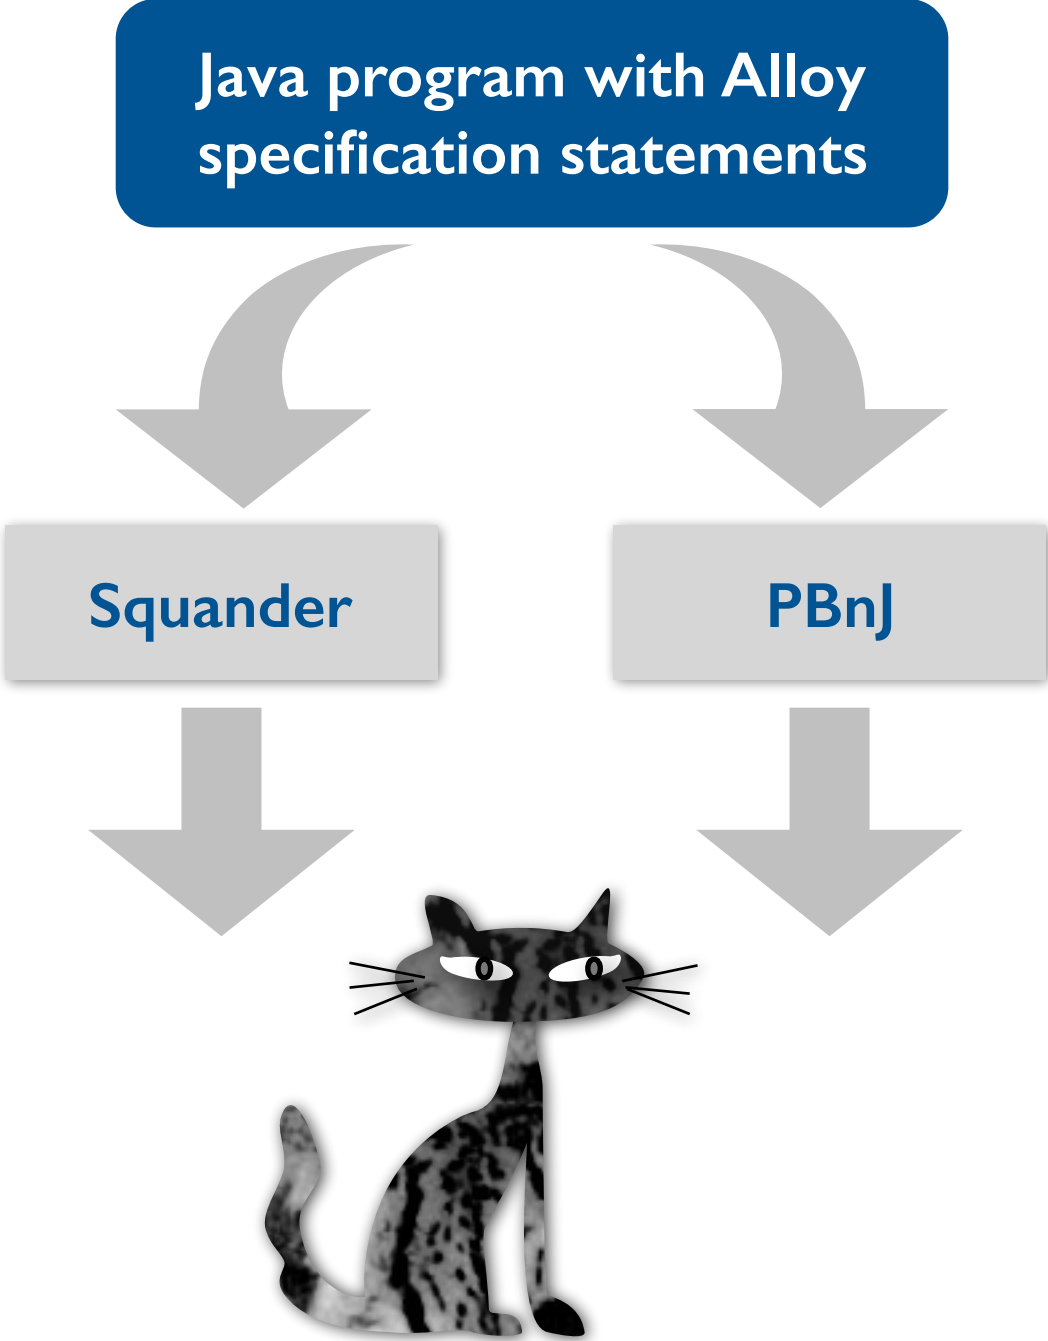 Java program with Alloy
specification statements
Squander
PBnJ